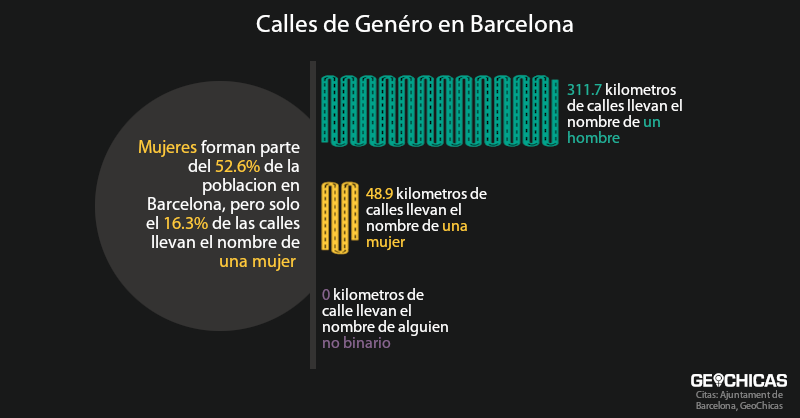 Calles de Genéro en Barcelona
Mujeres forman parte
del 52.6% de la
poblacion en
Barcelona, pero solo
el 16.3% de las calles
llevan el nombre de
una mujer
311.7 kilometros
de calles llevan el
nombre de un
hombre
48.9 kilometros de
calles llevan el
nombre de una
mujer
0 kilometros de
calle llevan el
nombre de alguien
no binario
GEOCHICAS
Citas: Ajuntament de
Barcelona, GeoChicas